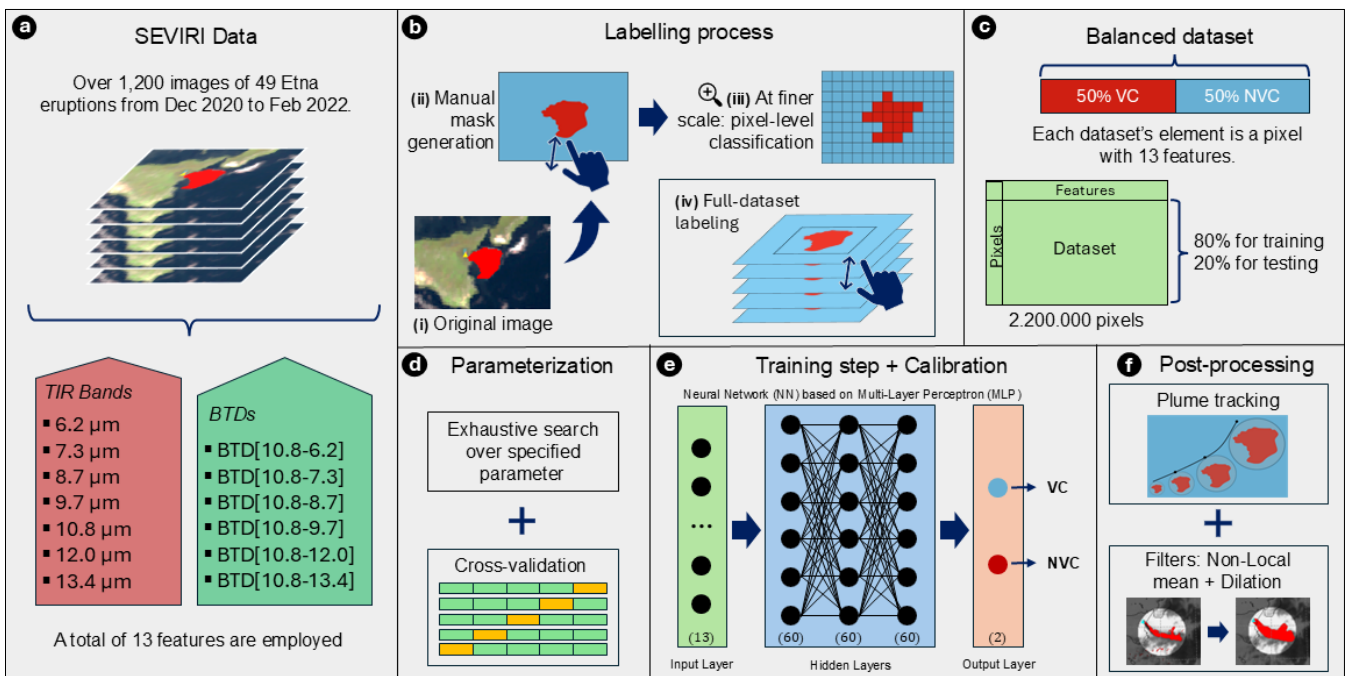 a
SEVIRI Data
Over 1,200 images of 49 Etna
eruptions from Dec 2020 to Feb 2022.
TIR Bands
▪ 6.2 µm
▪ 7.3 µm
▪ 8.7 µm
▪ 9.7 µm
▪ 10.8 µm
▪ 12.0 µm
▪ 13.4 µm
BTDs
▪ BTD[10.8-6.2]
▪ BTD[10.8-7.3]
▪ BTD[10.8-8.7]
▪ BTD[10.8-9.7]
▪ BTD[10.8-12.0]
▪ BTD[10.8-13.4]
A total of 13 features are employed
b
Labelling process
(ii) Manual
mask
generation
(iii) At finer
scale: pixel-level
classification
(i) Original image
(iv) Full-dataset
labeling
c
Balanced dataset
50% VC
50% NVC
Each dataset's element is a pixel
with 13 features.
Features
Pixels
Dataset
80% for training
20% for testing
2.200.000 pixels
d
Parameterization
Exhaustive search
over specified
parameter
+
Cross-validation
e
Training step + Calibration
Neural Network (NN) based on Multi-Layer Perceptron (MLP)
...
VC
NVC
(13)
(60)
(60)
(60)
(2)
Input Layer
Hidden Layers
Output Layer
f
Post-processing
Plume tracking
+
Filters: Non-Local
mean + Dilation